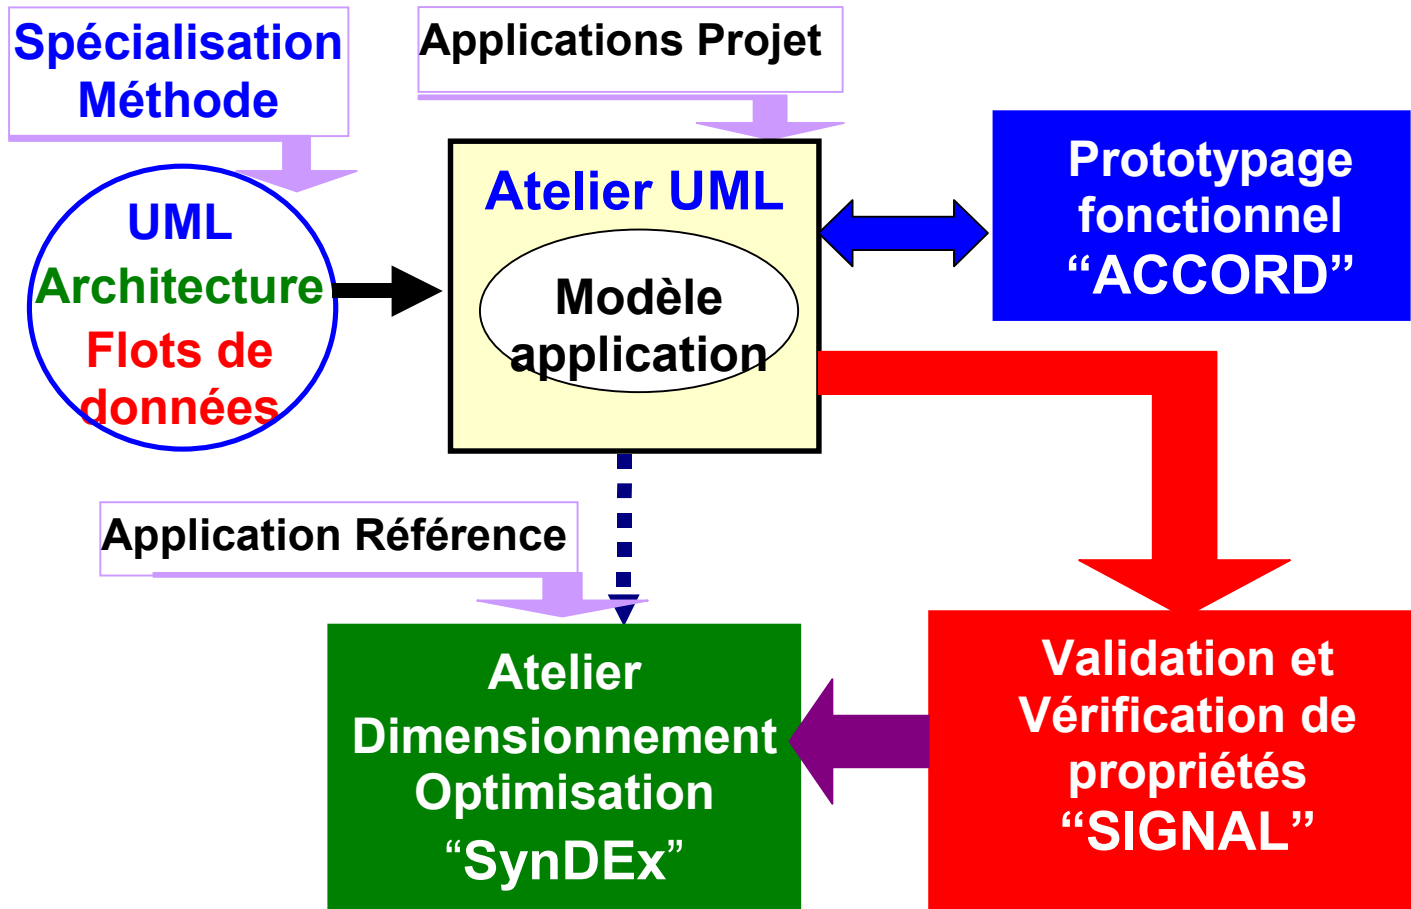 Spécialisation
Méthode
Applications Projet
UML
Architecture
Flots de
données
Atelier UML
Modèle
application
Prototypage
fonctionnel
“ACCORD”
Application Référence
Atelier
Dimensionnement
Optimisation
“SynDEx”
Validation et
Vérification de
propriétés
“SIGNAL”